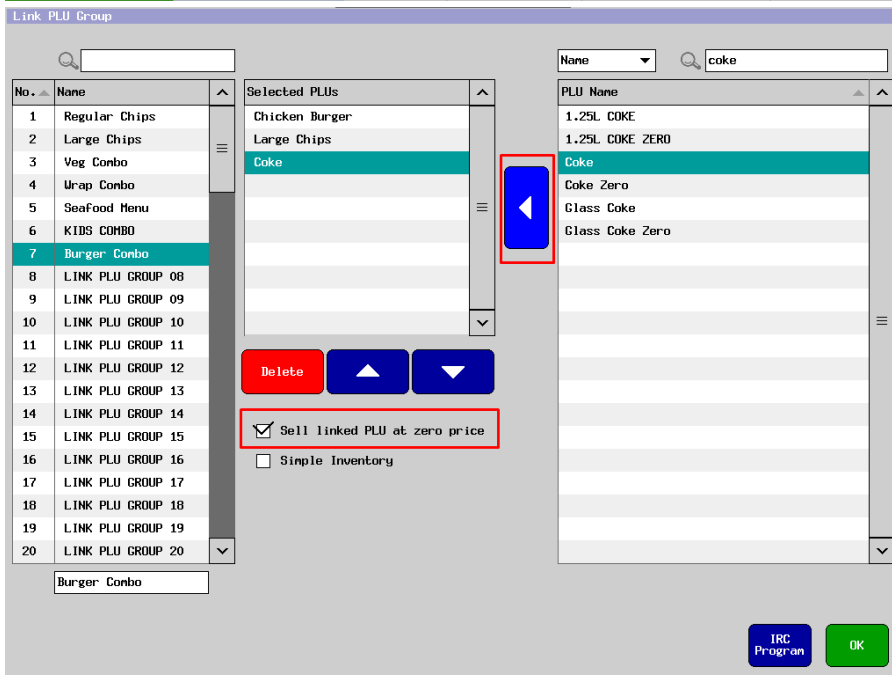 Link PLU Group
Name
coke
No. Name
1 Regular Chips
2 Large Chips
3 Veg Combo
4 Wrap Combo
5 Seafood Menu
6 KIDS COMBO
7 Burger Combo
8 LINK PLU GROUP 08
9 LINK PLU GROUP 09
10 LINK PLU GROUP 10
11 LINK PLU GROUP 11
12 LINK PLU GROUP 12
13 LINK PLU GROUP 13
14 LINK PLU GROUP 14
15 LINK PLU GROUP 15
16 LINK PLU GROUP 16
17 LINK PLU GROUP 17
18 LINK PLU GROUP 18
19 LINK PLU GROUP 19
20 LINK PLU GROUP 20
Burger Combo
Selected PLUs
Chicken Burger
Large Chips
Coke
Delete
Sell linked PLU at zero price
Simple Inventory
PLU Name
1.25L COKE
1.25L COKE ZERO
Coke
Coke Zero
Glass Coke
Glass Coke Zero
IRC
Program
OK